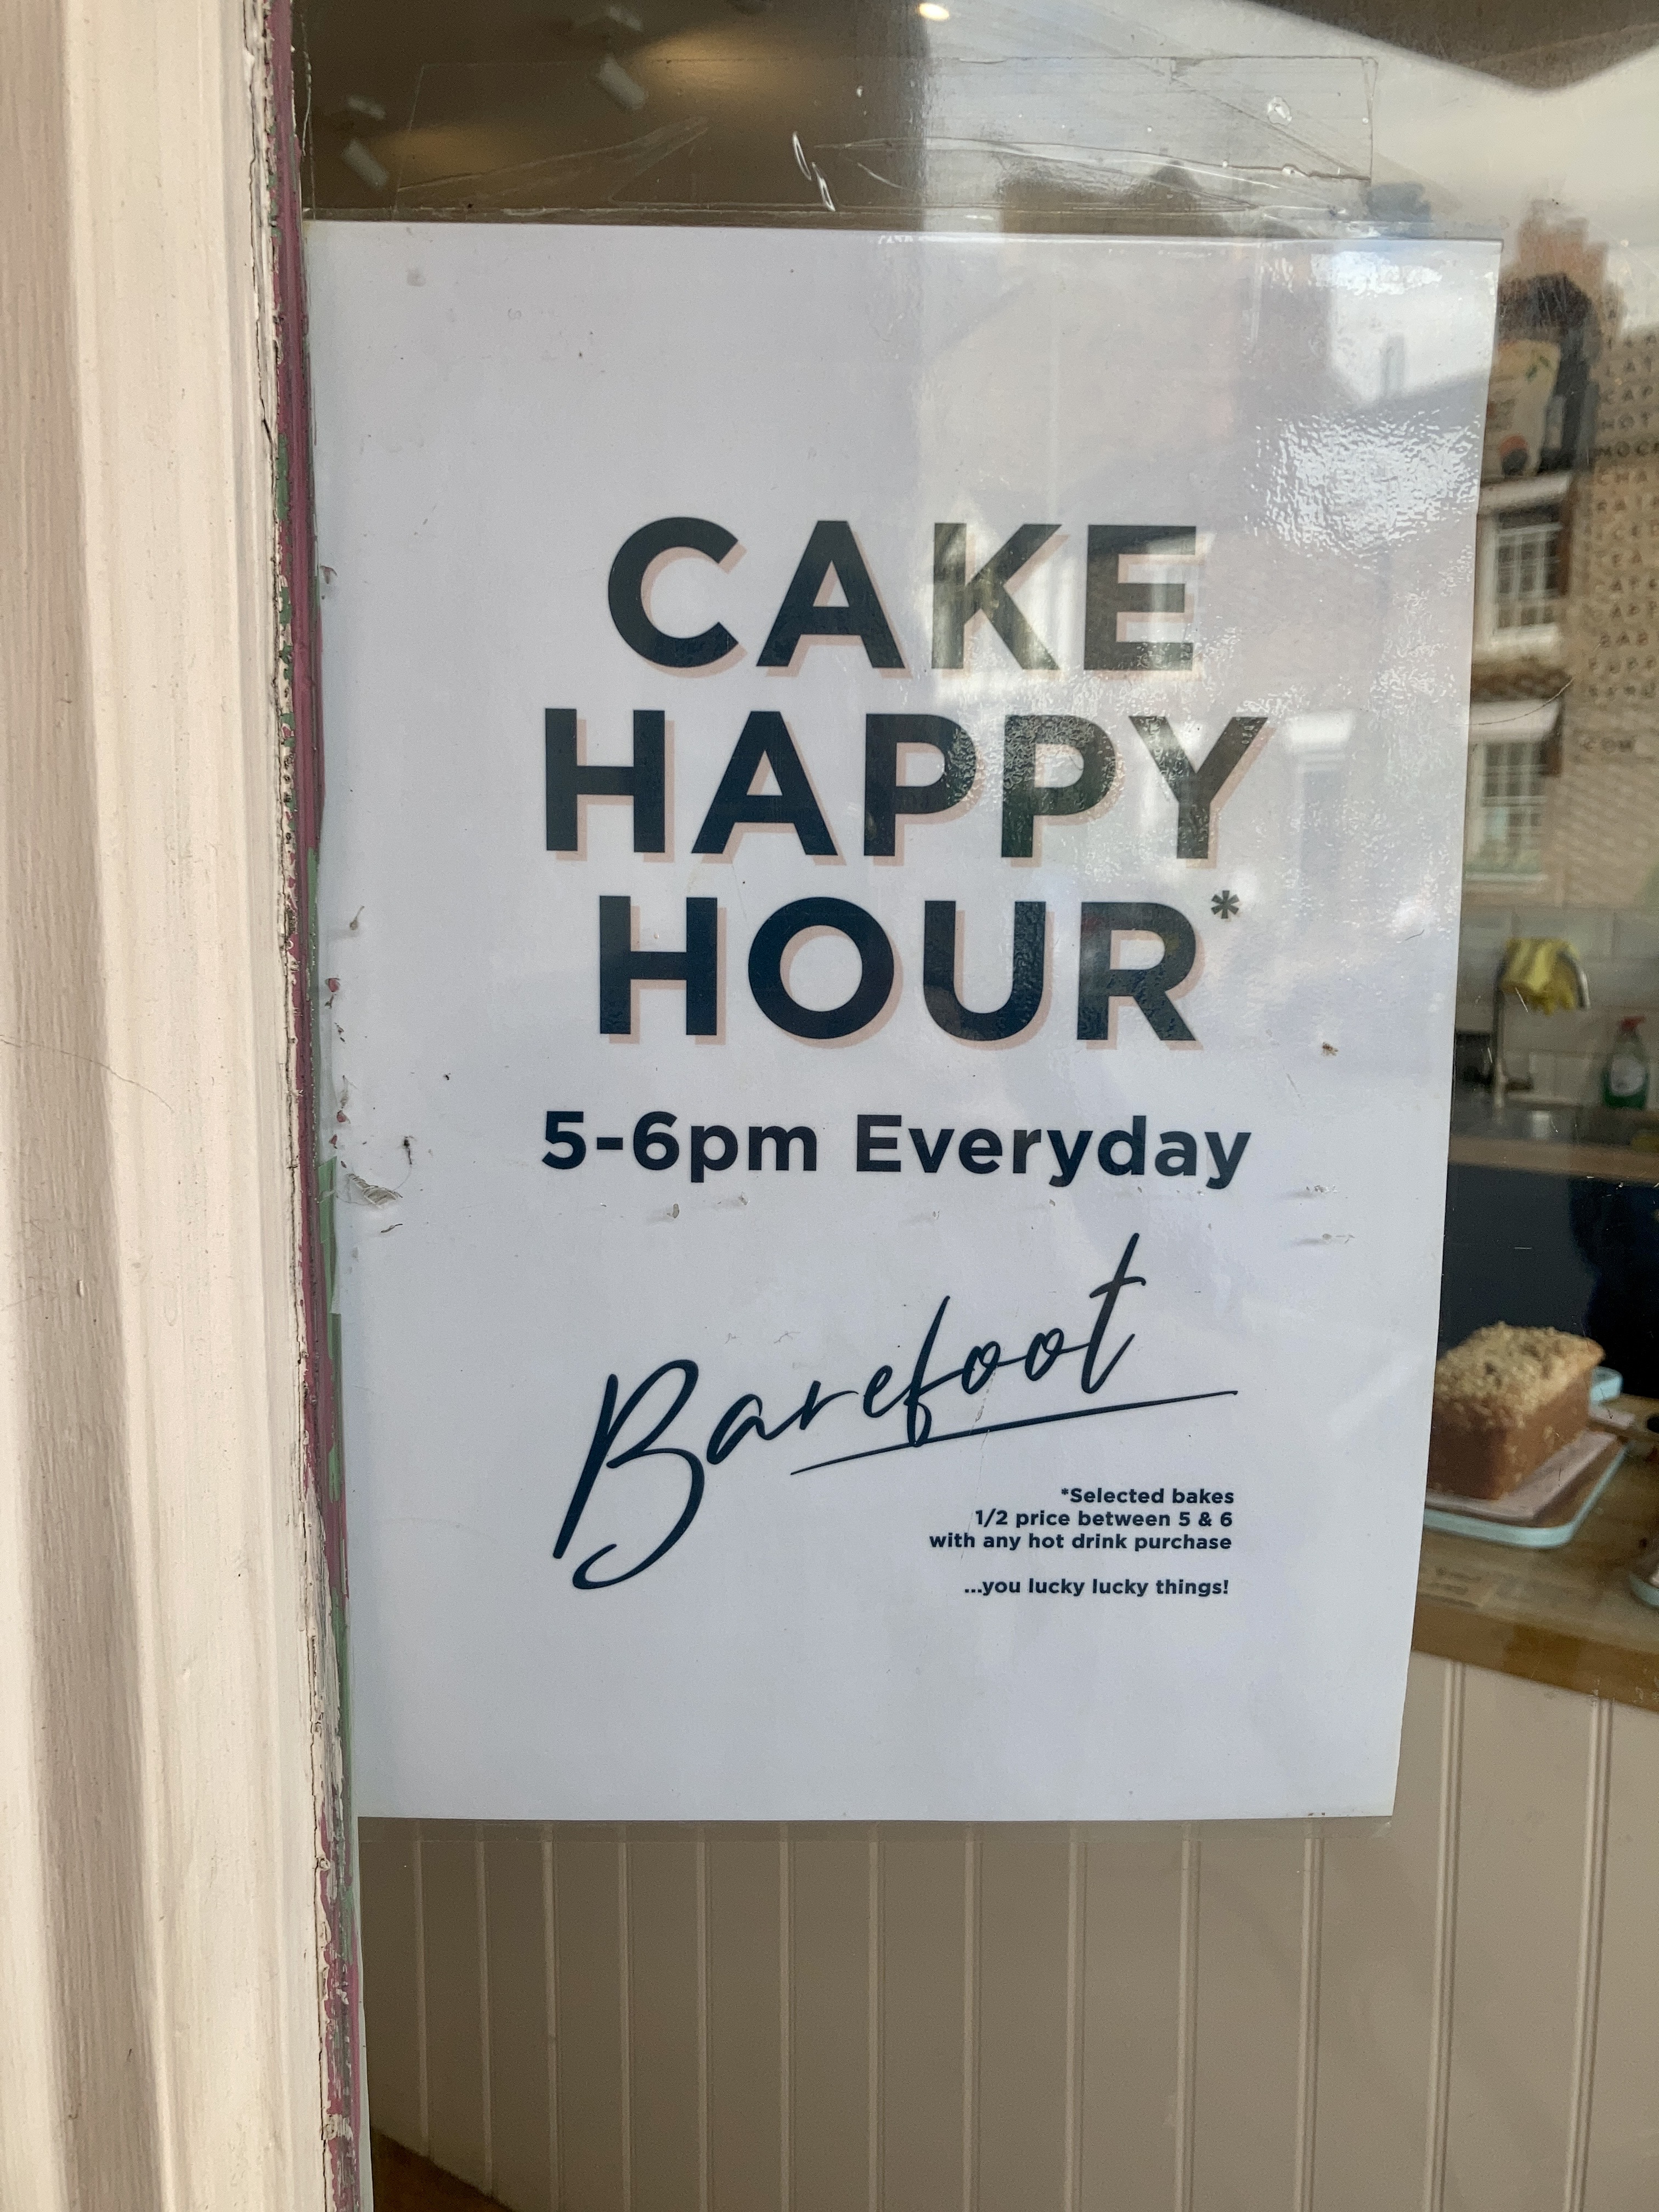 CAKE
HAPPY
HOUR*
5-6pm Everyday
Barefoot
*Selected bakes
1/2 price between 5 & 6
with any hot drink purchase
...you lucky lucky things!